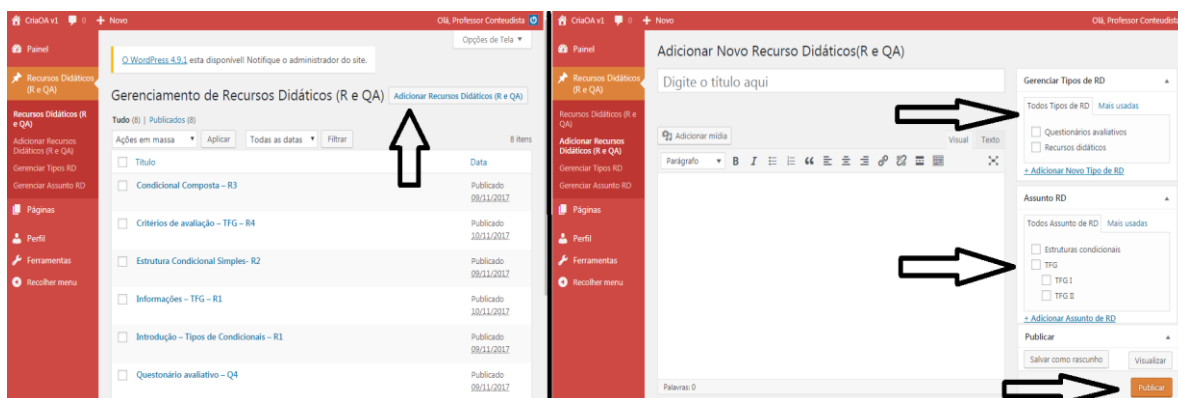 CriaOA v1 0 + Novo Olá, Professor Conteudista
Painel
Recursos Didáticos (R e QA)
Recursos Didáticos (R e QA)
Adicionar Recursos Didáticos (R e QA)
Gerenciar Tipos RD
Gerenciar Assunto RD
Páginas
Perfil
Ferramentas
Recolher menu
Opções de Tela
O WordPress 4.9.1 esta disponível! Notifique o administrador do site.
Gerenciamento de Recursos Didáticos (R e QA) Adicionar Recursos Didáticos (R e QA)
Tudo (8) | Publicados (8)
Ações em massa Aplicar Todas as datas Filtrar 8 itens
Título Data
Condicional Composta – R3 Publicado
09/11/2017
Critérios de avaliação – TFG – R4 Publicado
10/11/2017
Estrutura Condicional Simples- R2 Publicado
09/11/2017
Informações – TFG – R1 Publicado
10/11/2017
Introdução – Tipos de Condicionais – R1 Publicado
09/11/2017
Questonário avaliativo – Q4 Publicado
09/11/2017
CriaOA v1 0 + Novo Olá, Professor Conteudista
Painel
Recursos Didáticos (R e QA)
Recursos Didáticos (R e QA)
Adicionar Recursos Didáticos (R e QA)
Gerenciar Tipos RD
Gerenciar Assunto RD
Páginas
Perfil
Ferramentas
Recolher menu
Adicionar Novo Recurso Didáticos(R e QA)
Digite o título aqui
Adicionar mídia
Visual Texto
Parágrafo B I
Palavras: 0
Gerenciar Tipos de RD
Todos Tipos de RD Mais usadas
Questionários avaliativos
Recursos didáticos
+ Adicionar Novo Tipo de RD
Assunto RD
Todos Assunto de RD Mais usadas
Estruturas condicionais
TFG
TFG I
TFG II
+ Adicionar Assunto de RD
Publicar
Salvar como rascunho Visualizar
Publicar